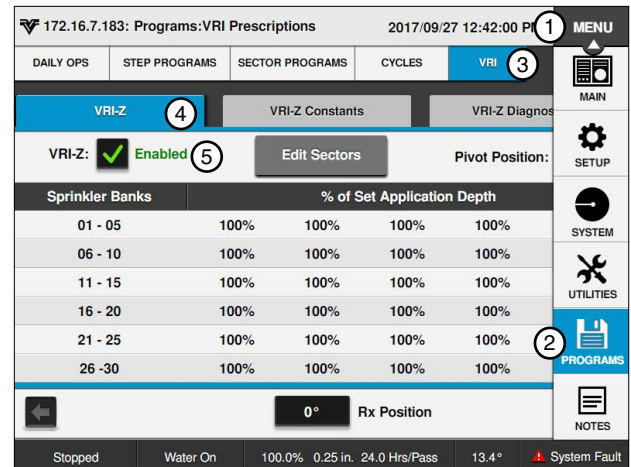 172.16.7.183: Programs:VRI Prescriptions 2017/09/27 12:42:00 1 MENU
DAILY OPS STEP PROGRAMS SECTOR PROGRAMS CYCLES VRI 3
MAIN
VRI-Z 4 VRI-Z Constants VRI-Z
VRI-Z: Enabled 5 Edit Sectors Pivot Position:
SETUP
Sprinkler Banks % of Set Application Depth
01 - 05 100% 100% 100% 100%
SYSTEM
06 - 10 100% 100% 100% 100%
11 - 15 100% 100% 100% 100%
UTILITIES
16 - 20 100% 100% 100% 100%
21 - 25 100% 100% 100% 100%
2
PROGRAMS
26 -30 100% 100% 100% 100%
0° Rx Position
NOTES
Stopped Water On 100.0% 0.25 in. 24.0 Hrs/Pass 13.4° System Fault